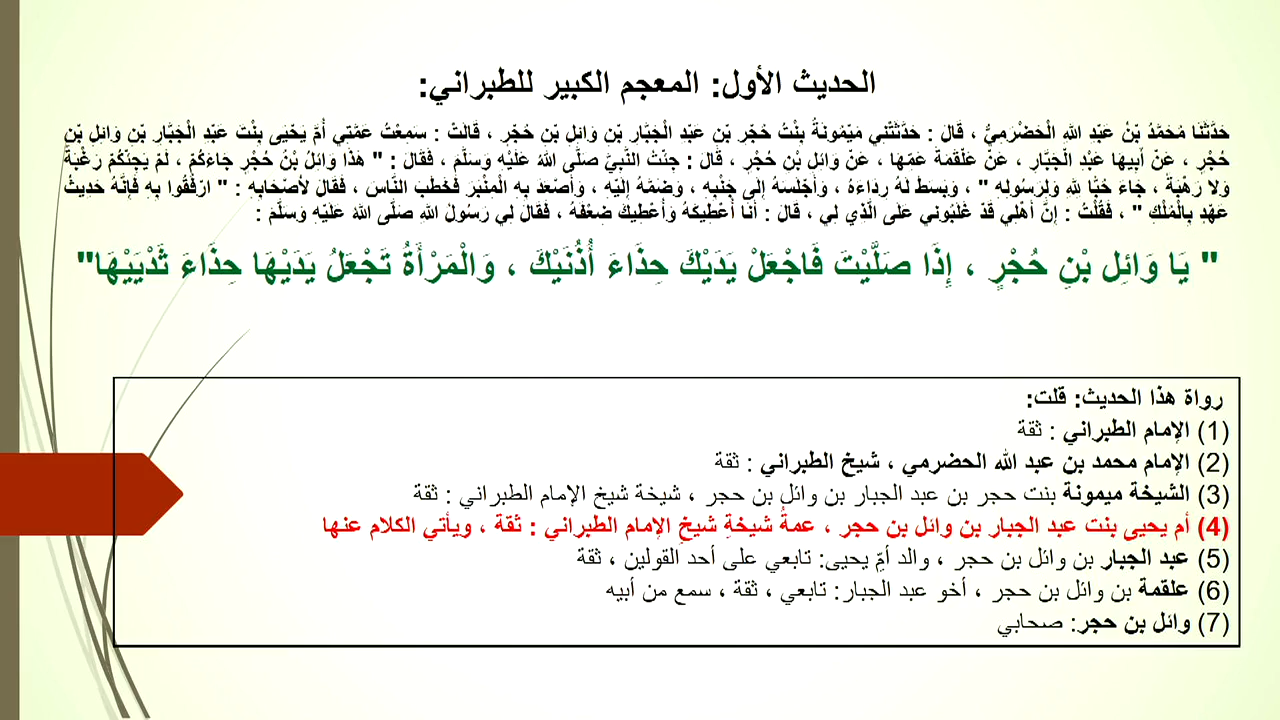 الحديث الأول: المعجم الكبير للطبراني:
حَدَّثَنَا مُحَمَّدُ بْنُ عَبْدِ اللهِ الْحَضْرَمِيُّ ، قَالَ : حَدَّثَتْنِي مَيْمُونَةُ بِنْتُ حُجْرِ بْنِ عَبْدِ الْجَبَّارِ بْنِ وَائِلِ بْنِ حُجْرٍ ، قَالَتْ : سَمِعْتُ عَمَّتِي أُمَّ يَحْيَى بِنْتَ عَبْدِ الْجَبَّارِ بْنِ وَائِلِ بْنِ
حُجْرٍ ، عَنْ أَبِيهَا عَبْدِ الْجَبَّارِ ، عَنْ عَلْقَمَةَ عَمِّهَا ، عَنْ وَائِلِ بْنِ حُجْرٍ ، قَالَ : جِئْتُ النَّبِيَّ صَلَّى اللهُ عَلَيْهِ وَسَلَّمَ ، فَقَالَ : " هَذَا وَائِلُ بْنُ حُجْرٍ جَاءَكُمْ ، لَمْ يَجِئْكُمْ رَغْبَةً
وَلَا رَهْبَةً ، جَاءَ حُبًّا لِلَّهِ وَلِرَسُولِهِ " ، وَبَسَطَ لَهُ رِدَاءَهُ ، وَأَجْلَسَهُ إِلَى جَنْبِهِ ، وَضَمَّهُ إِلَيْهِ ، وَأَصْعَدَ بِهِ الْمِنْبَرَ فَخَطَبَ النَّاسَ ، فَقَالَ لأَصْحَابِهِ : " ارْفُقُوا بِهِ فَإِنَّهُ حَدِيثُ
عَهْدٍ بِالْمُلْكِ " ، فَقُلْتُ : إِنَّ أَهْلِي قَدْ غَلَبُونِي عَلَى الَّذِي لِي ، قَالَ : أَنَا أُعْطِيكَهُ وَأُعْطِيكَ ضِعْفَهُ ، فَقَالَ لِي رَسُولُ اللهِ صَلَّى اللهُ عَلَيْهِ وَسَلَّمَ :
" يَا وَائِلِ بْنِ حُجْرٍ ، إِذَا صَلَّيْتَ فَاجْعَلْ يَدَيْكَ حِذَاءَ أُذُنَيْكَ ، وَالْمَرْأَةُ تَجْعَلُ يَدَيْهَا حِذَاءَ ثَدْيَيْهَا"
رواة هذا الحديث: قلت:
(1) الإمام الطبراني : ثقة
(2) الإمام محمد بن عبد الله الحضرمي ، شيخ الطبراني : ثقة
(3) الشيخة ميمونة بنت حجر بن عبد الجبار بن وائل بن حجر ، شيخة شيخ الإمام الطبراني : ثقة
(4) أم يحيى بنت عبد الجبار بن وائل بن حجر ، عمةُ شيخةِ شيخِ الإمام الطبراني : ثقة ، ويأتي الكلام عنها
(5) عبد الجبار بن وائل بن حجر ، والد أمِّ يحيى: تابعي على أحد القولين ، ثقة
(6) علقمة بن وائل بن حجر ، أخو عبد الجبار: تابعي ، ثقة ، سمع من أبيه
(7) وائل بن حجر: صحابي